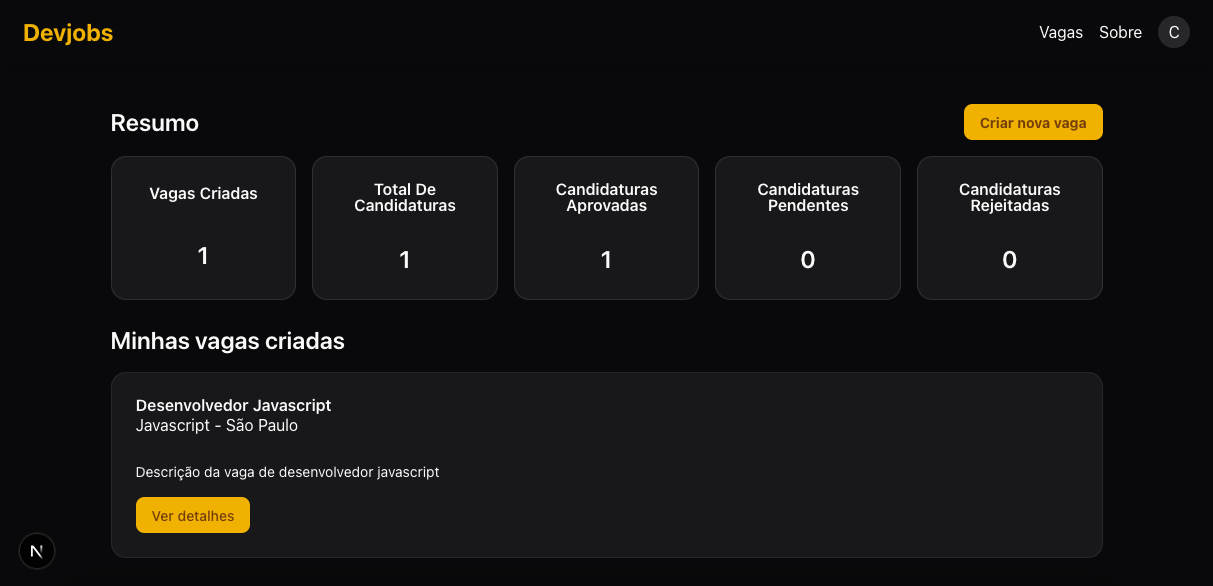 Devjobs
Vagas
Sobre
C
Resumo
Criar nova vaga
Vagas Criadas
1
Total De
Candidaturas
1
Candidaturas
Aprovadas
1
Candidaturas
Pendentes
0
Candidaturas
Rejeitadas
0
Minhas vagas criadas
Desenvolvedor Javascript
Javascript - São Paulo
Descrição da vaga de desenvolvedor javascript
Ver detalhes
N